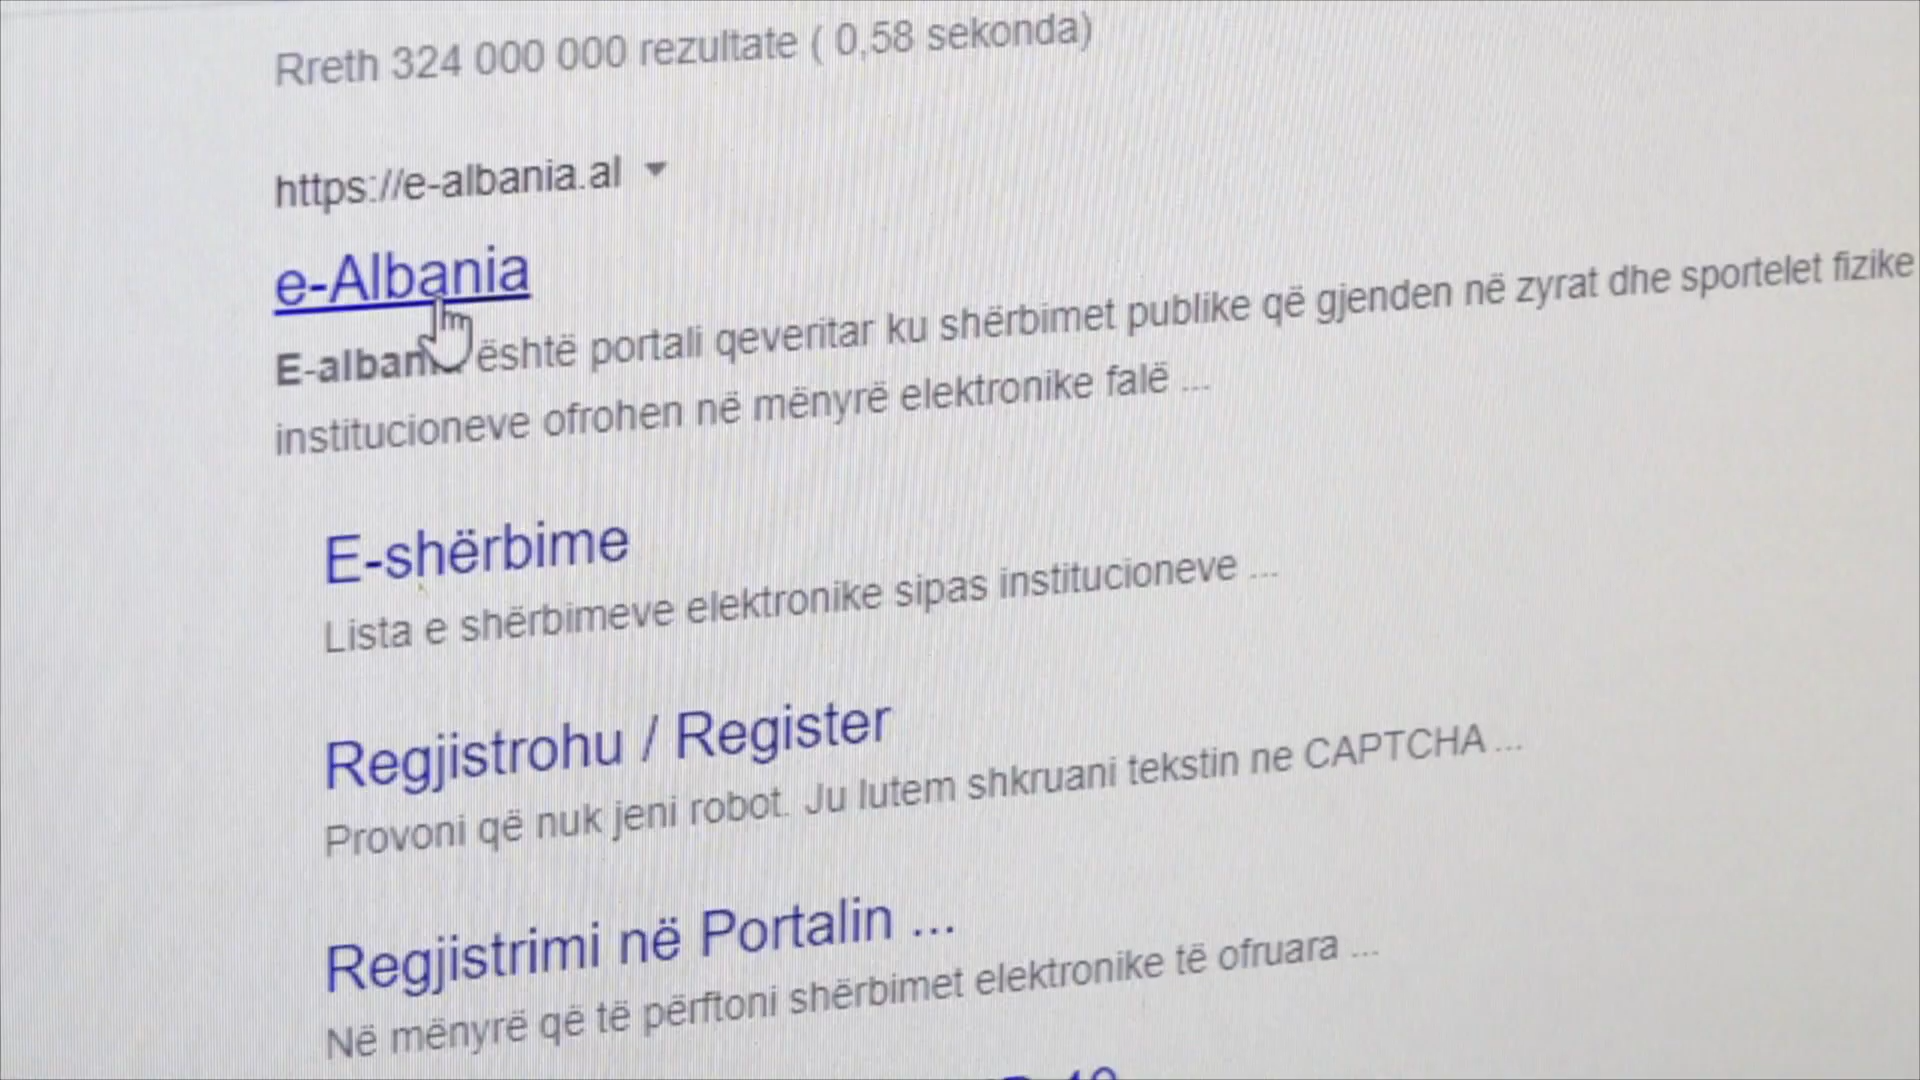 Rreth 324 000 000 rezultate ( 0,58 sekonda)
https://e-albania.al
e-Albania
është portali qeveritar ku shërbimet publike që gjenden në zyrat dhe sportelet fizike
institucioneve ofrohen në mënyrë elektronike falë ...
E-shërbime
Lista e shërbimeve elektronike sipas institucioneve ...
Regjistrohu / Register
Provoni që nuk jeni robot. Ju lutem shkruani tekstin ne CAPTCHA ...
Regjistrimi në Portalin ...
Në mënyrë që të përftoni shërbimet elektronike të ofruara ...